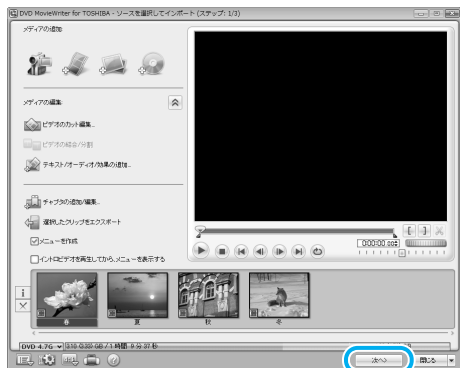 DVD MovieWriter for TOSHIBA - ソースを選択してインポート (ステップ: 1/3)
メディアの追加
メディアの編集
ビデオのカット編集...
ビデオの結合/分割
テキスト/オーディオ/効果の追加...
チャプタの追加/編集...
選択したクリップをエクスポート
メニューを作成
イントロビデオを再生してから、メニューを表示する
0:00:00
春
夏
秋
冬
DVD 4.7G
次へ>
閉じる